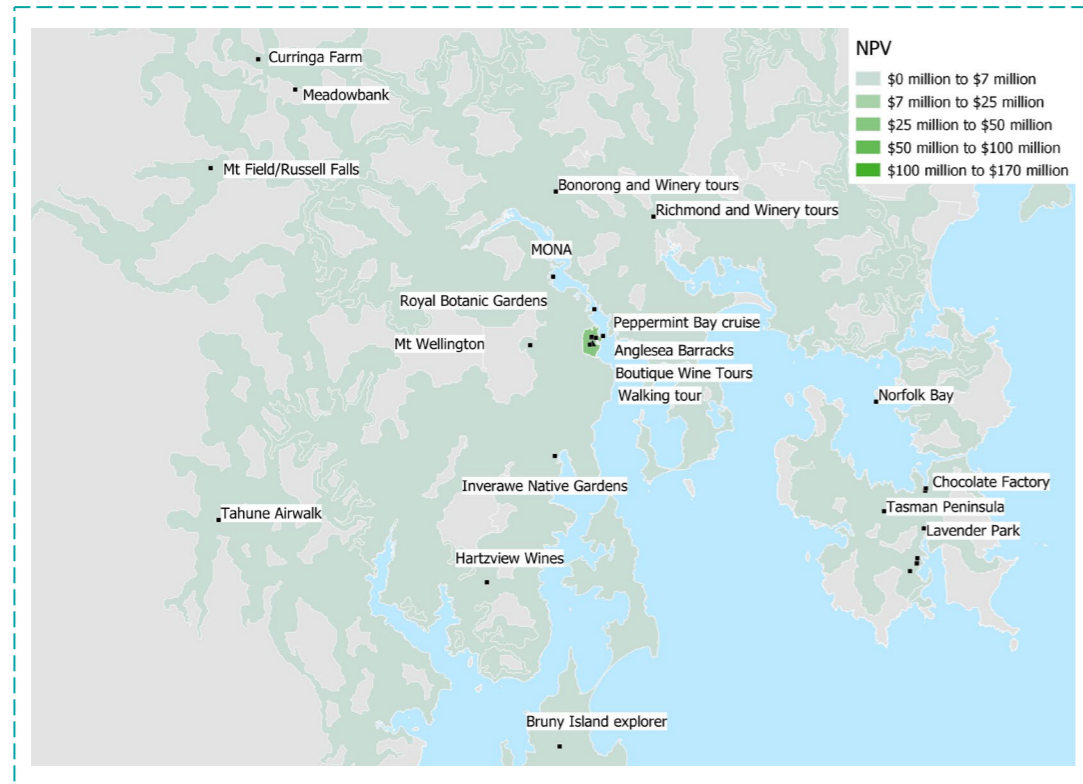 NPV
$0 million to $7 million
$7 million to $25 million
$25 million to $50 million
$50 million to $100 million
$100 million to $170 million
Curringa Farm
Meadowbank
Mt Field/Russell Falls
Bonorong and Winery tours
Richmond and Winery tours
MONA
Royal Botanic Gardens
Peppermint Bay cruise
Mt Wellington
Anglesea Barracks
Boutique Wine Tours
Walking tour
Norfolk Bay
Inverawe Native Gardens
Chocolate Factory
Tasman Peninsula
Tahune Airwalk
Lavender Park
Hartzview Wines
Bruny Island explorer